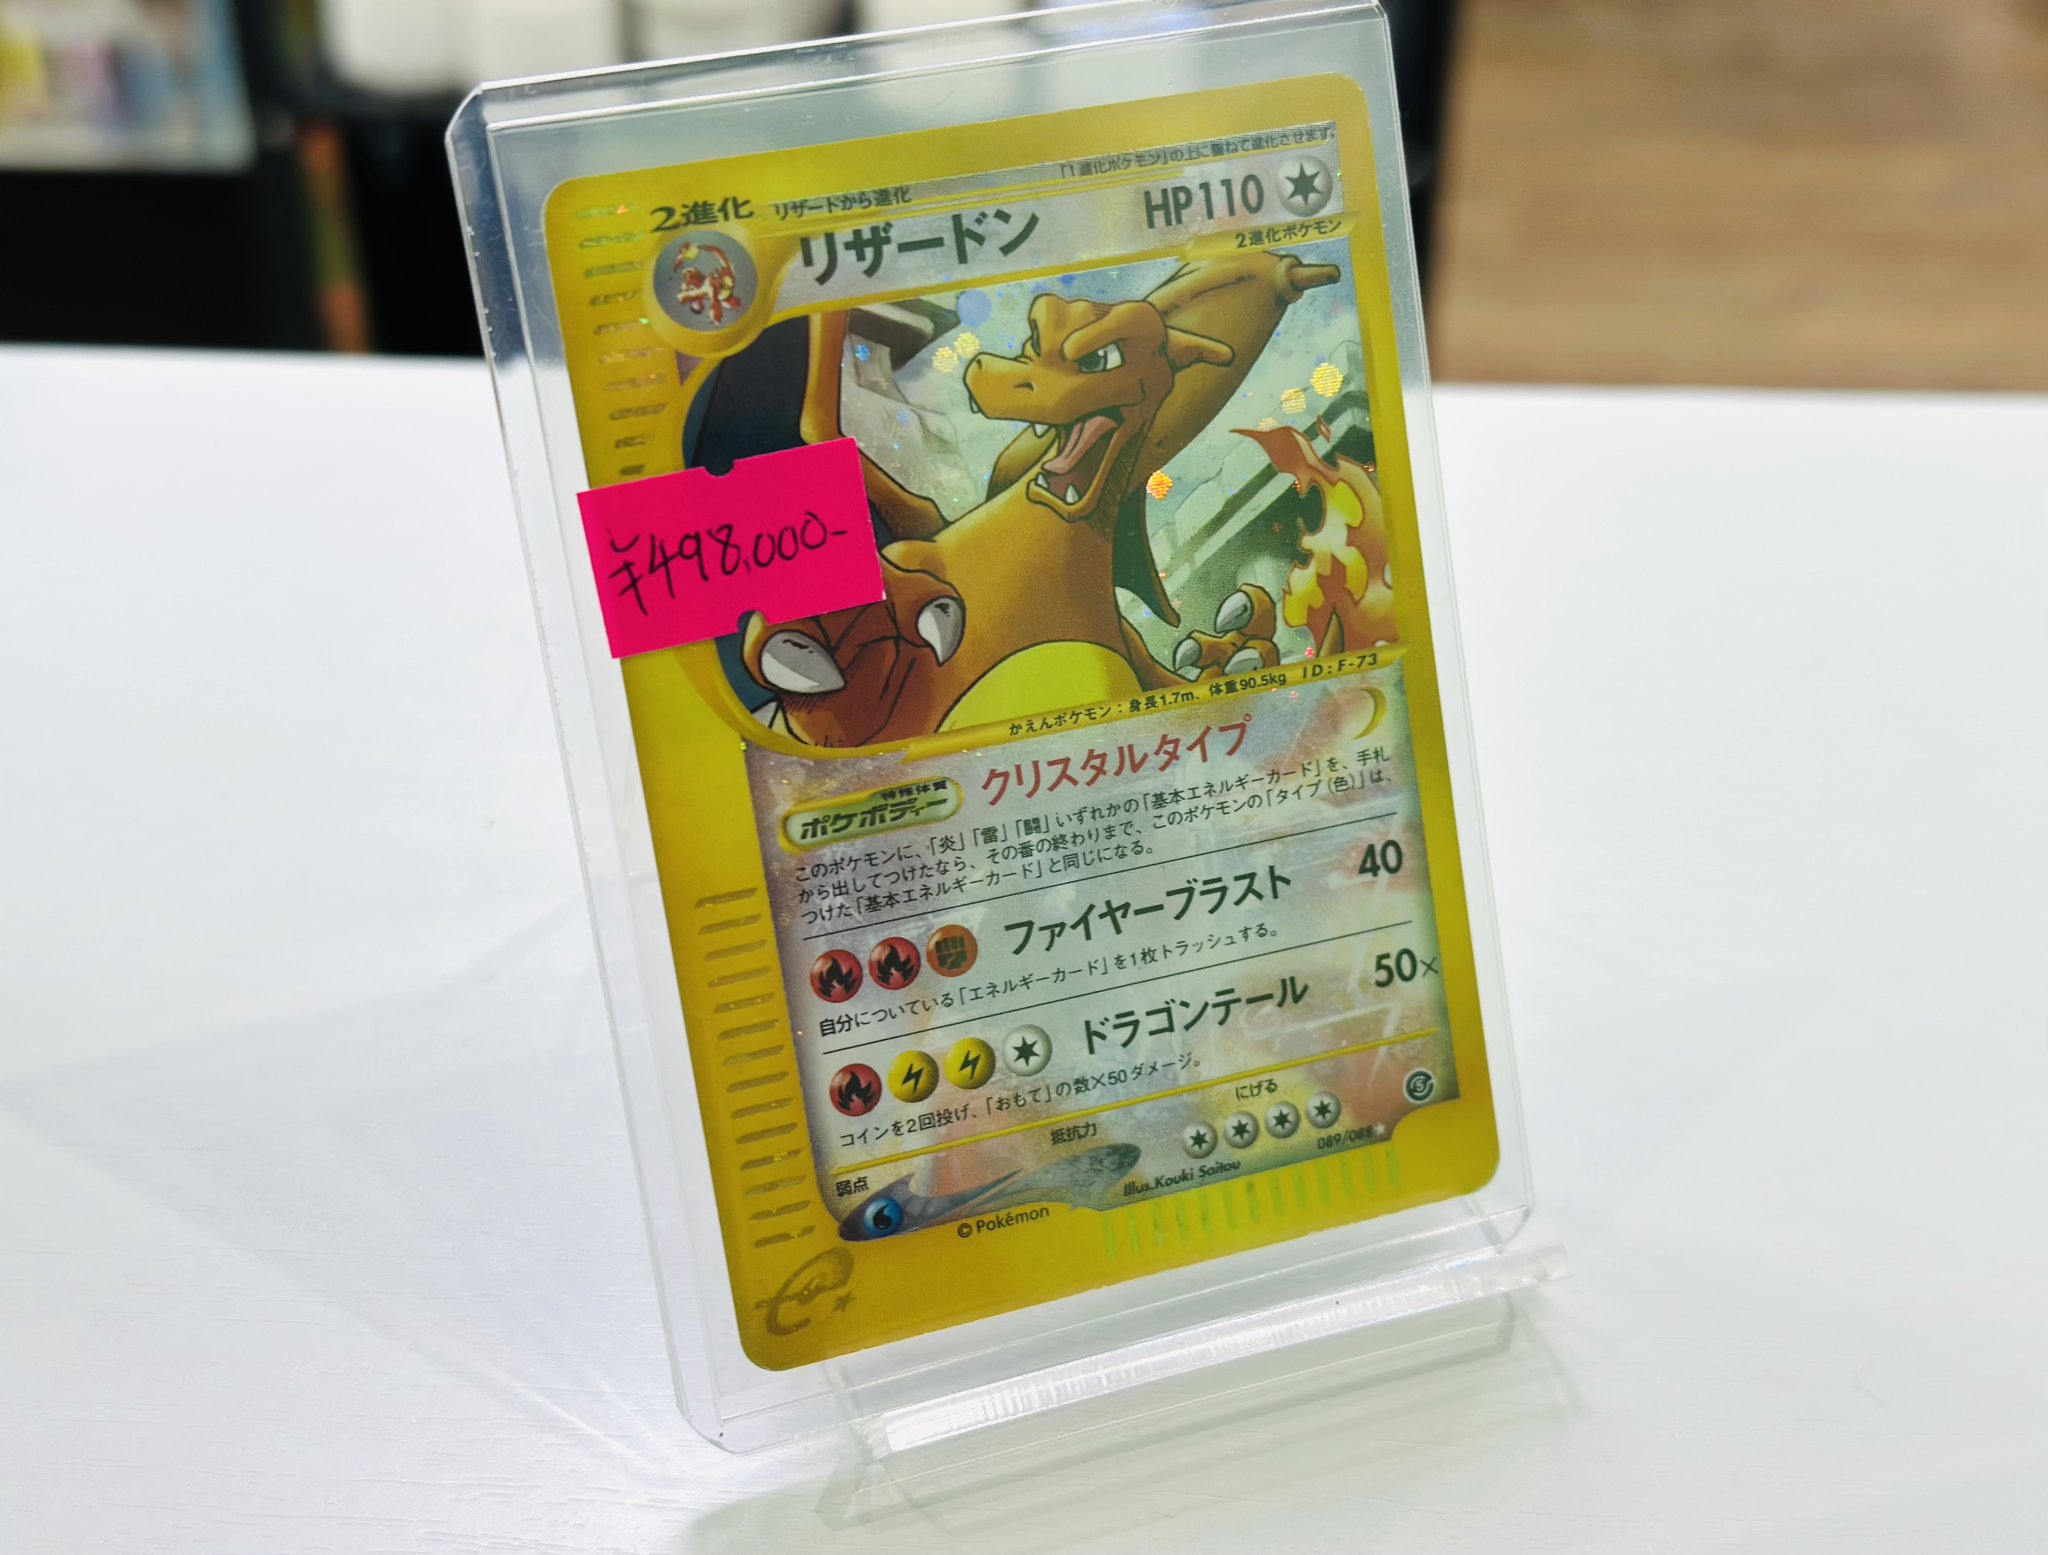 「1進化ポケモン」の上に重ねて進化させます。
2進化 リザードから進化
リザードン HP110
2進化ポケモン
¥498,000-
かえんポケモン：身長1.7m、体重90.5kg ID：F-73
特殊体質
ポケボディー クリスタルタイプ
このポケモンに、「炎」「雷」「闘」いずれかの「基本エネルギーカード」を、手札
から出してつけたなら、その番の終わりまで、このポケモンの「タイプ（色）」は、
つけた「基本エネルギーカード」と同じになる。
ファイヤーブラスト 40
自分についている「エネルギーカード」を1枚トラッシュする。
ドラゴンテール 50×
コインを2回投げ、「おもて」の数×50ダメージ。
弱点 抵抗力 にげる
Illus.Kouki Saitou 089/088★
©Pokémon
e